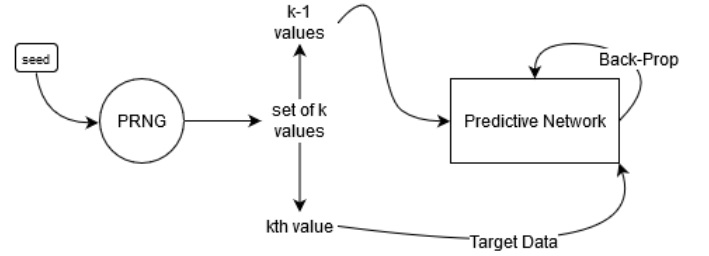 k-1
values
seed
PRNG
set of k
values
Predictive Network
Back-Prop
kth value
Target Data